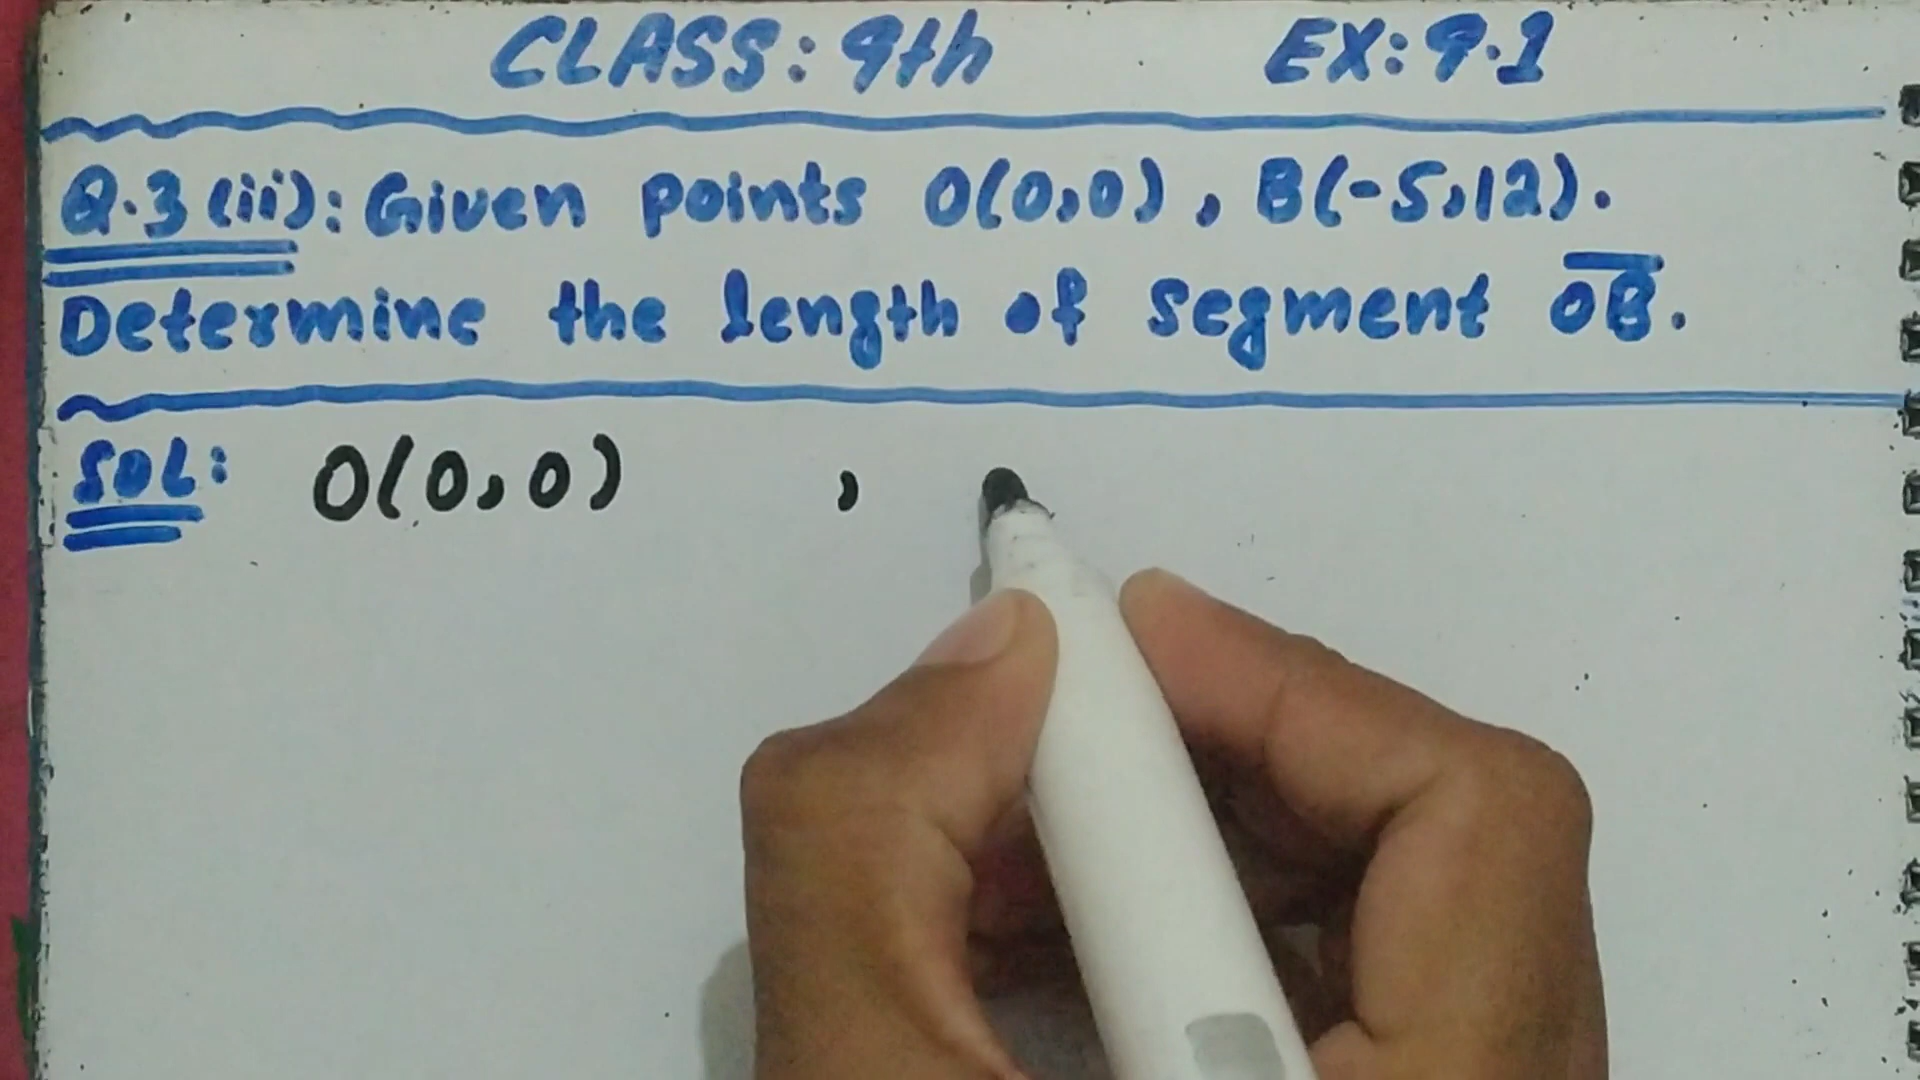 CLASS: 9th EX: 9.1
Q.3 (ii): Given points O(0,0), B(-5,12).
Determine the length of segment O̅B̅.
SOL: O(0,0) ,